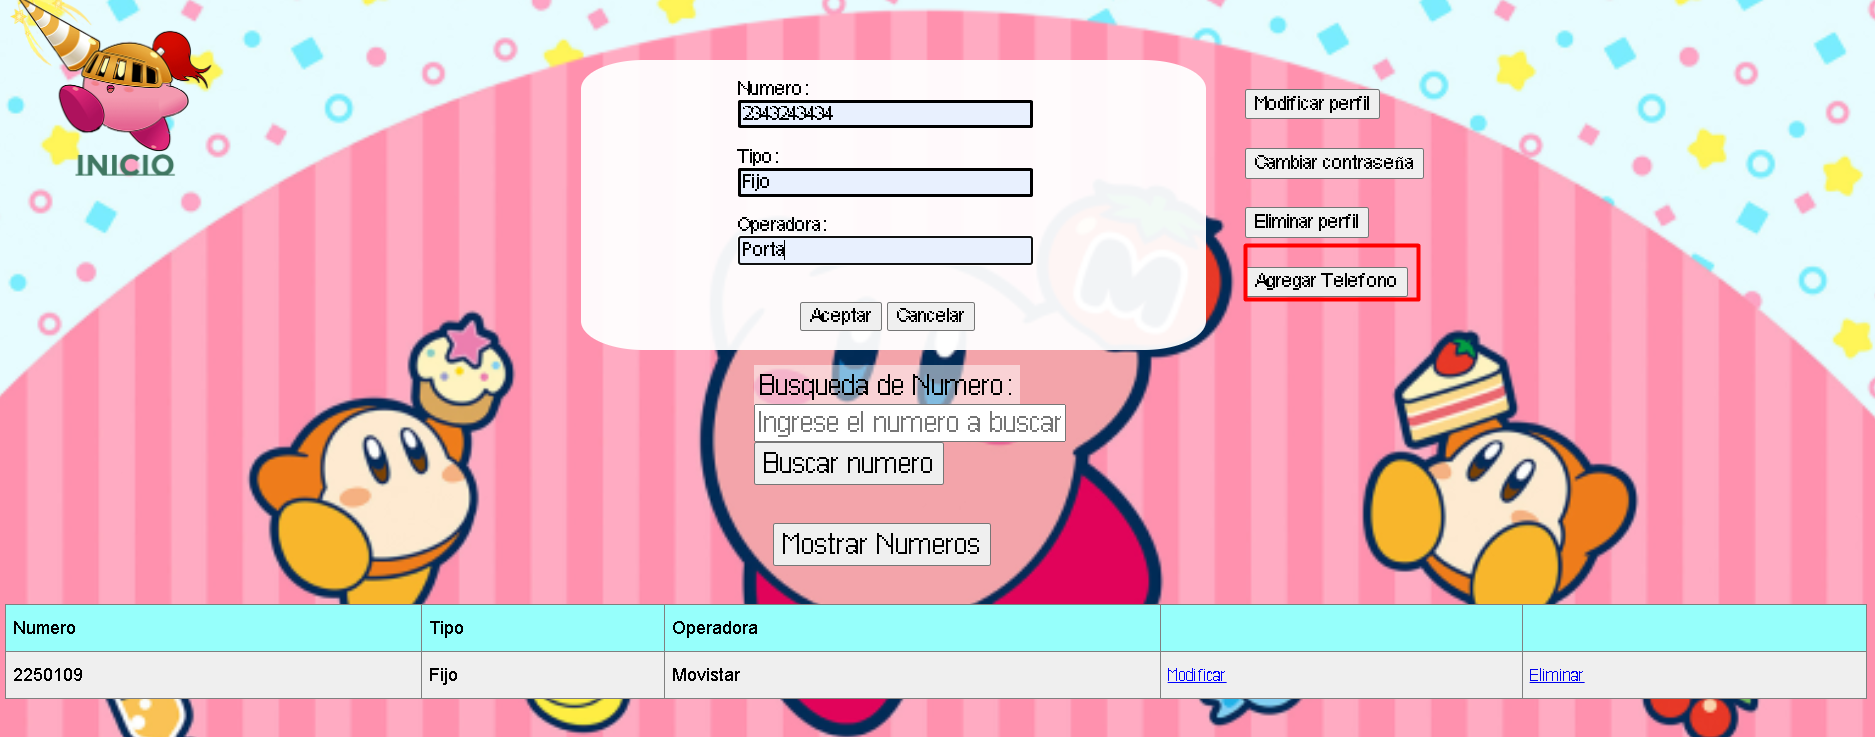 INICIO
Numero:
2343243434
Tipo:
Fijo
Operadora:
Porta
Aceptar Cancelar
Modificar perfil
Cambiar contraseña
Eliminar perfil
Agregar Telefono
M
Busqueda de Numero:
Ingrese el numero a buscar
Buscar numero
Mostrar Numeros
Numero Tipo Operadora
2250109 Fijo Movistar Modificar Eliminar